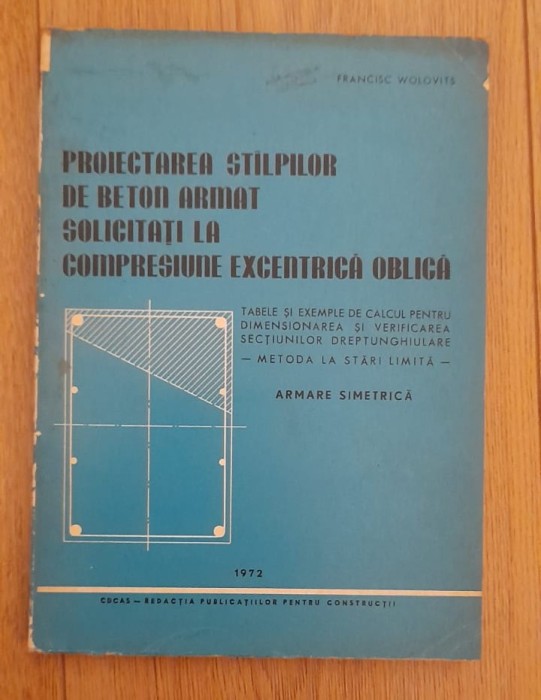 FRANCISC WOLOVITS
PROIECTAREA STÎLPILOR
DE BETON ARMAT
SOLICITAȚI LA
COMPRESIUNE EXCENTRICĂ OBLICĂ
TABELE ȘI EXEMPLE DE CALCUL PENTRU
DIMENSIONAREA ȘI VERIFICAREA
SECȚIUNILOR DREPTUNGHIULARE
— METODA LA STĂRI LIMITĂ —
ARMARE SIMETRICĂ
1972
CDCAS — REDACȚIA PUBLICAȚIILOR PENTRU CONSTRUCȚII